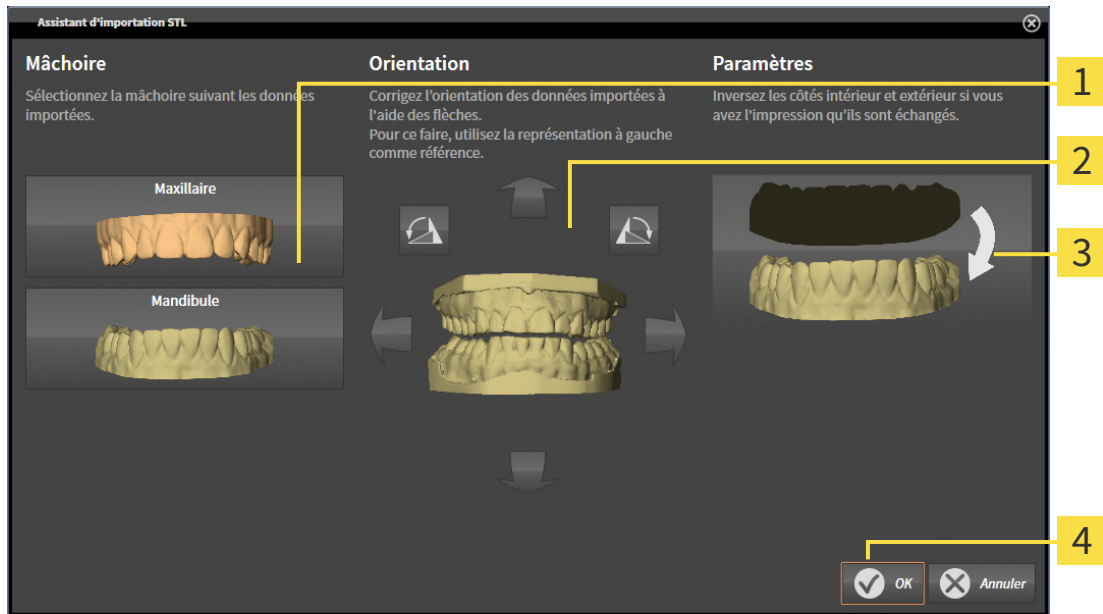 Assistant d'importation STL
Mâchoire
Sélectionnez la mâchoire suivant les données
importées.
Maxillaire
Mandibule
Orientation
Corrigez l'orientation des données importées à
l'aide des flèches.
Pour ce faire, utilisez la représentation à gauche
comme référence.
Paramètres
Inversez les côtés intérieur et extérieur si vous
avez l'impression qu'ils sont échangés.
1
2
3
4
OK
Annuler